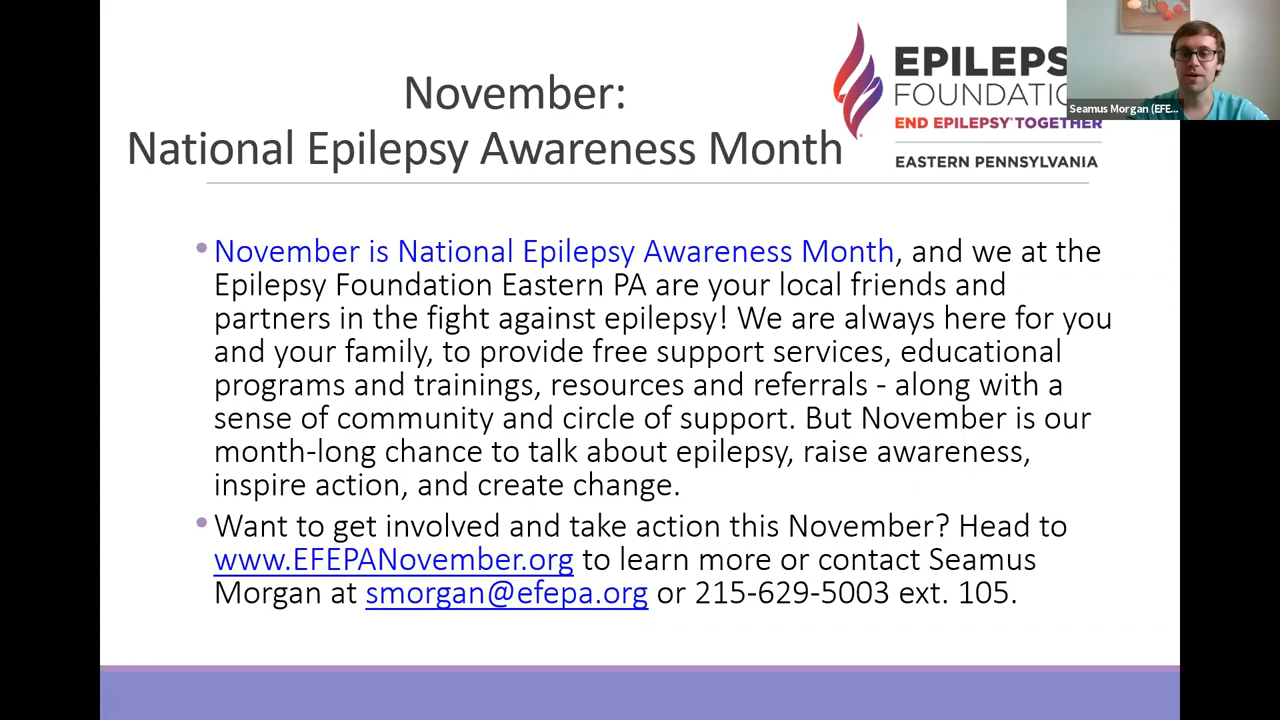 November:
National Epilepsy Awareness Month
EPILEPS
FOUNDATIO
END EPILEPSY TOGETHER
EASTERN PENNSYLVANIA
Seamus Morgan (EFE...
•November is National Epilepsy Awareness Month, and we at the
Epilepsy Foundation Eastern PA are your local friends and
partners in the fight against epilepsy! We are always here for you
and your family, to provide free support services, educational
programs and trainings, resources and referrals - along with a
sense of community and circle of support. But November is our
month-long chance to talk about epilepsy, raise awareness,
inspire action, and create change.
•Want to get involved and take action this November? Head to
www.EFEPANovember.org to learn more or contact Seamus
Morgan at smorgan@efepa.org or 215-629-5003 ext. 105.